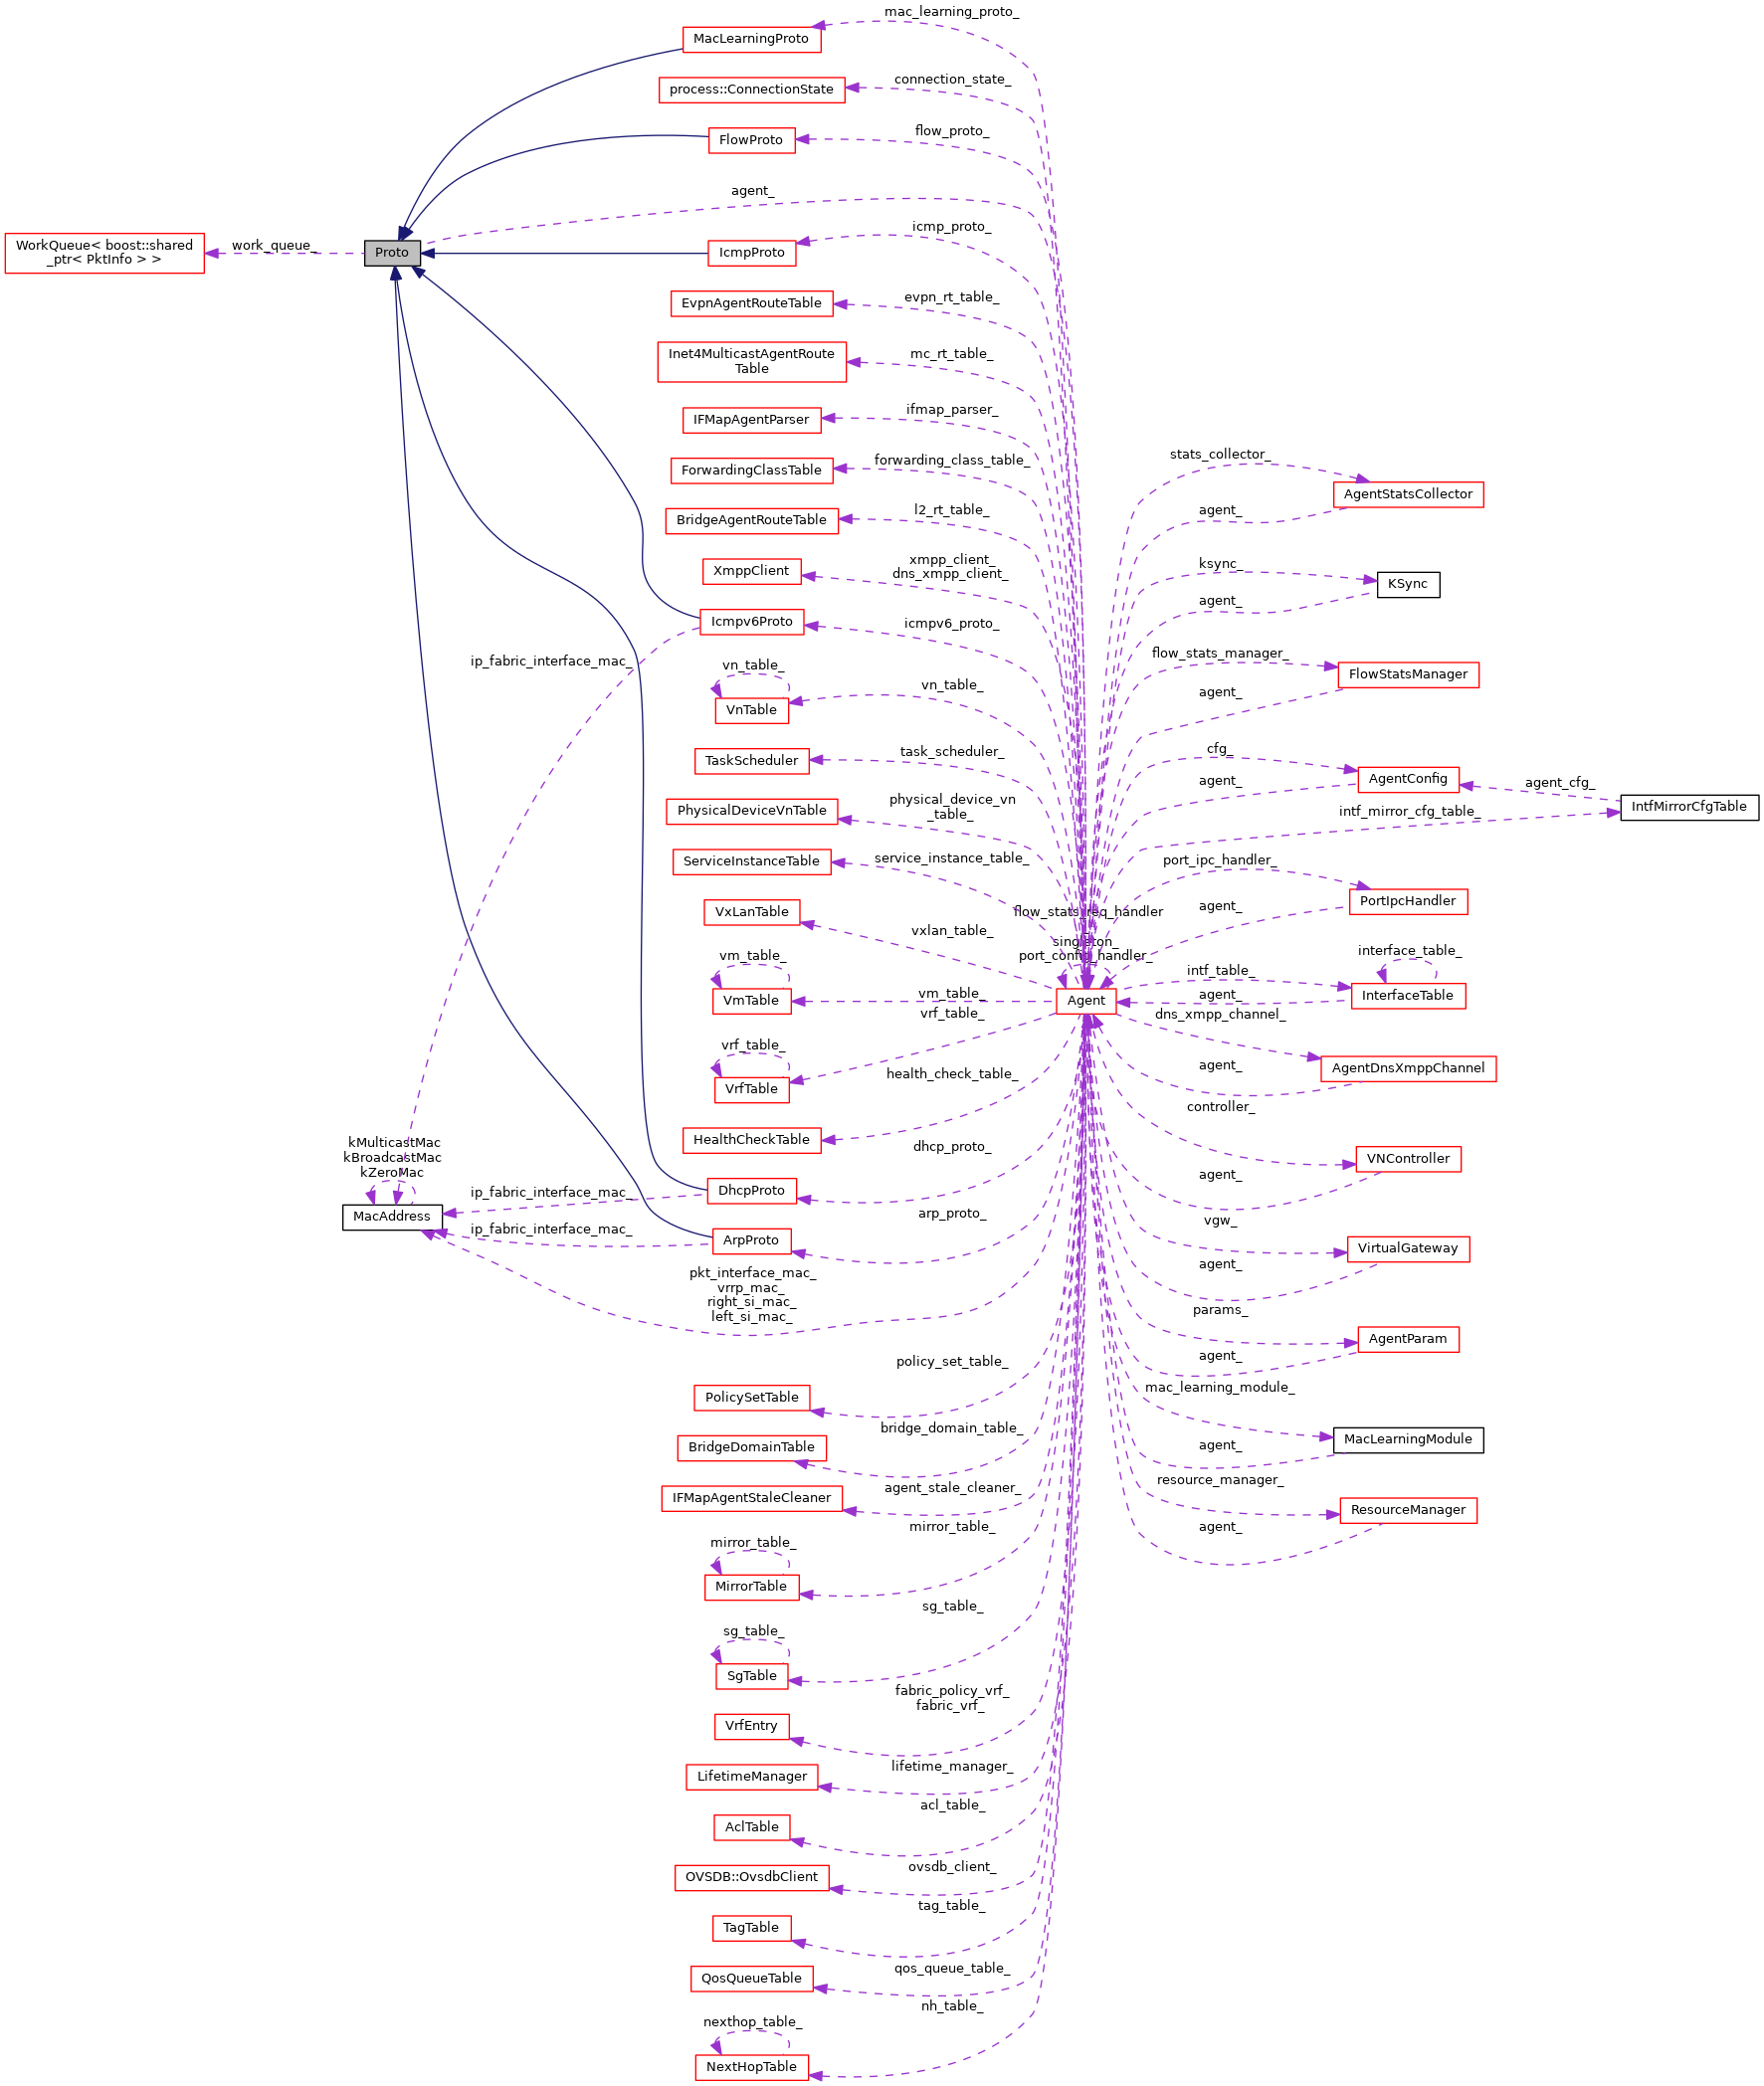 mac_learning_proto_
MacLearningProto
connection_state_
process::ConnectionState
flow_proto_
FlowProto
agent_
icmp_proto_
WorkQueue< boost::shared
_ptr< PktInfo > >
work_queue_
Proto
IcmpProto
evpn_rt_table_
EvpnAgentRouteTable
mc_rt_table_
Inet4MulticastAgentRoute
Table
ifmap_parser_
IFMapAgentParser
forwarding_class_table_
ForwardingClassTable
stats_collector_
AgentStatsCollector
l2_rt_table_
BridgeAgentRouteTable
agent_
xmpp_client_
dns_xmpp_client_
XmppClient
ksync_
KSync
agent_
icmpv6_proto_
Icmpv6Proto
ip_fabric_interface_mac_
flow_stats_manager_
FlowStatsManager
vn_table_
vn_table_
VnTable
agent_
task_scheduler_
TaskScheduler
cfg_
AgentConfig
agent_
agent_cfg_
IntfMirrorCfgTable
intf_mirror_cfg_table_
physical_device_vn
_table_
PhysicalDeviceVnTable
service_instance_table_
ServiceInstanceTable
port_ipc_handler_
PortIpcHandler
agent_
VxLanTable
vxlan_table_
flow_stats_req_handler
_
singleton_
port_config_handler_
vm_table_
vm_table_
VmTable
Agent
interface_table_
intf_table_
InterfaceTable
agent_
vrf_table_
vrf_table_
VrfTable
dns_xmpp_channel_
AgentDnsXmppChannel
agent_
health_check_table_
HealthCheckTable
controller_
VNController
agent_
dhcp_proto_
DhcpProto
kMulticastMac
kBroadcastMac
kZeroMac
MacAddress
ip_fabric_interface_mac_
ip_fabric_interface_mac_
arp_proto_
ArpProto
vgw_
VirtualGateway
agent_
pkt_interface_mac_
vrrp_mac_
right_si_mac_
left_si_mac_
params_
AgentParam
agent_
policy_set_table_
PolicySetTable
mac_learning_module_
MacLearningModule
agent_
bridge_domain_table_
BridgeDomainTable
agent_stale_cleaner_
IFMapAgentStaleCleaner
resource_manager_
ResourceManager
agent_
mirror_table_
mirror_table_
MirrorTable
sg_table_
sg_table_
SgTable
fabric_policy_vrf_
fabric_vrf_
VrfEntry
lifetime_manager_
LifetimeManager
acl_table_
AclTable
ovsdb_client_
OVSDB::OvsdbClient
tag_table_
TagTable
qos_queue_table_
QosQueueTable
nh_table_
nexthop_table_
NextHopTable